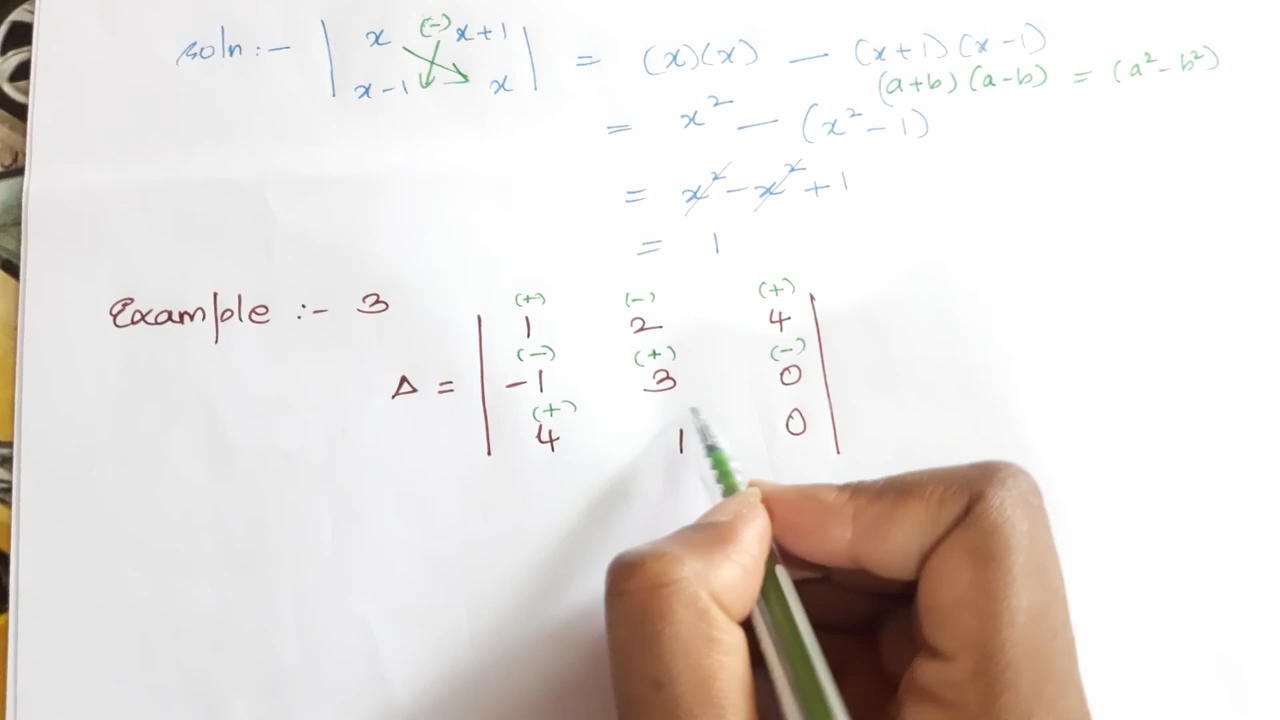 soln :- | x (-) x+1 | = (x)(x) — (x+1)(x-1)
| x-1 x | (a+b)(a-b) = (a²-b²)
= x² — (x²-1)
= x² - x² + 1
= 1
Example :- 3
(+) (-) (+)
1 2 4
(-) (+) (-)
Δ = | -1 3 0 |
(+)
4 1 0